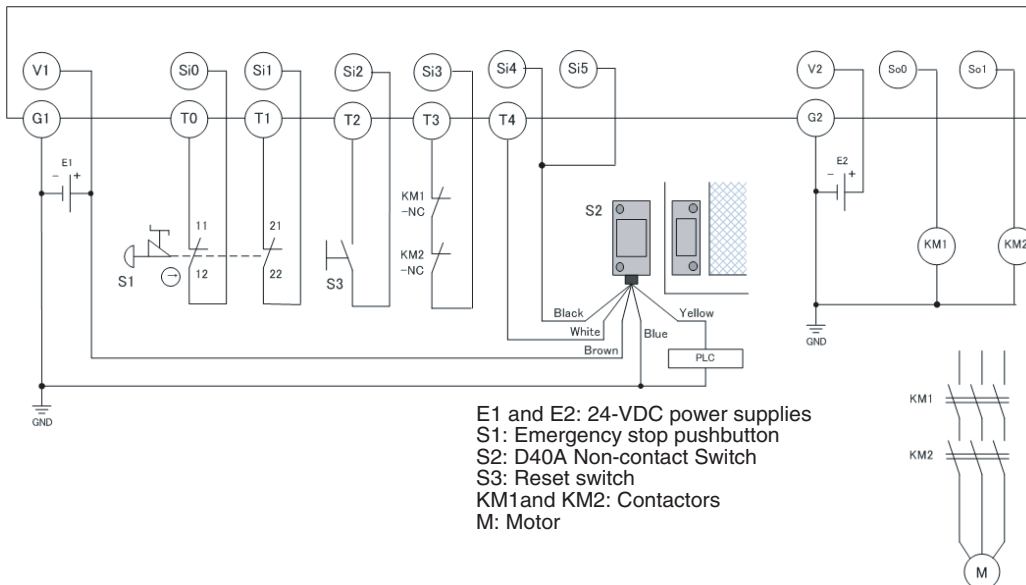 V1 Si0 Si1 Si2 Si3 Si4 Si5 V2 So0 So1
G1 T0 T1 T2 T3 T4 G2
E1
- +
E2
- +
KM1
-NC
KM2
-NC
S2
11 21
12 22
S1
S3
KM1 KM2
Black Yellow
White Blue
Brown
PLC
GND
GND
E1 and E2: 24-VDC power supplies
S1: Emergency stop pushbutton
S2: D40A Non-contact Switch
S3: Reset switch
KM1and KM2: Contactors
M: Motor
KM1
KM2
M